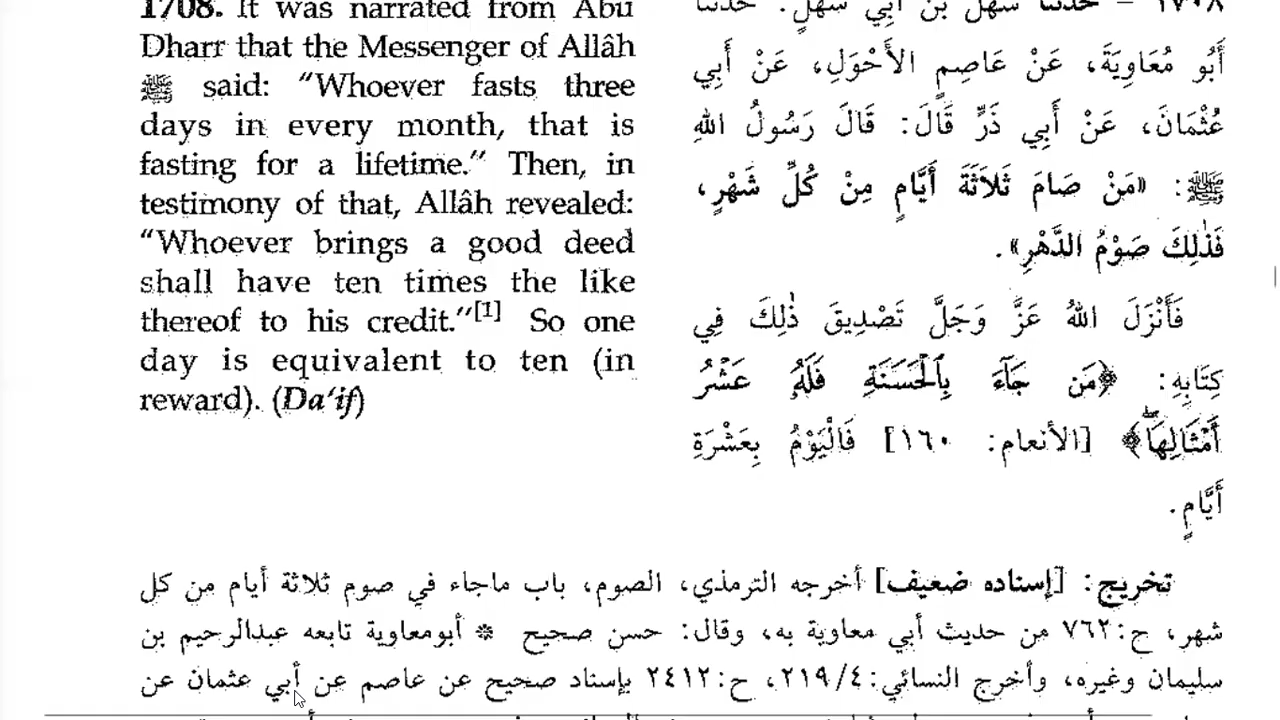 1708. It was narrated from Abu
Dharr that the Messenger of Allâh
ﷺ said: "Whoever fasts three
days in every month, that is
fasting for a lifetime." Then, in
testimony of that, Allâh revealed:
"Whoever brings a good deed
shall have ten times the like
thereof to his credit."[1] So one
day is equivalent to ten (in
reward). (Da'if)
١٧٠٨ - حَدَّثَنَا سَهْلُ بْنُ أَبِي سَهْلٍ. حَدَّثَنَا
أَبُو مُعَاوِيَةَ، عَنْ عَاصِمٍ الأَحْوَلِ، عَنْ أَبِي
عُثْمَانَ، عَنْ أَبِي ذَرٍّ قَالَ: قَالَ رَسُولُ اللهِ
ﷺ: «مَنْ صَامَ ثَلَاثَةَ أَيَّامٍ مِنْ كُلِّ شَهْرٍ،
فَذٰلِكَ صَوْمُ الدَّهْرِ».
فَأَنْزَلَ اللهُ عَزَّ وَجَلَّ تَصْدِيقَ ذٰلِكَ فِي
كِتَابِهِ: ﴿مَن جَآءَ بِٱلْحَسَنَةِ فَلَهُۥ عَشْرُ
أَمْثَالِهَا ۖ﴾ [الأنعام: ١٦٠] فَالْيَوْمُ بِعَشْرَةِ
أَيَّامٍ.
تخريج: [إسناده ضعيف] أخرجه الترمذي، الصوم، باب ماجاء في صوم ثلاثة أيام من كل
شهر، ح:٧٦٢ من حديث أبي معاوية به، وقال: حسن صحيح * أبومعاوية تابعه عبدالرحيم بن
سليمان وغيره، وأخرج النسائي:٢١٩/٤، ح:٢٤١٢ بإسناد صحيح عن عاصم عن أبي عثمان عن